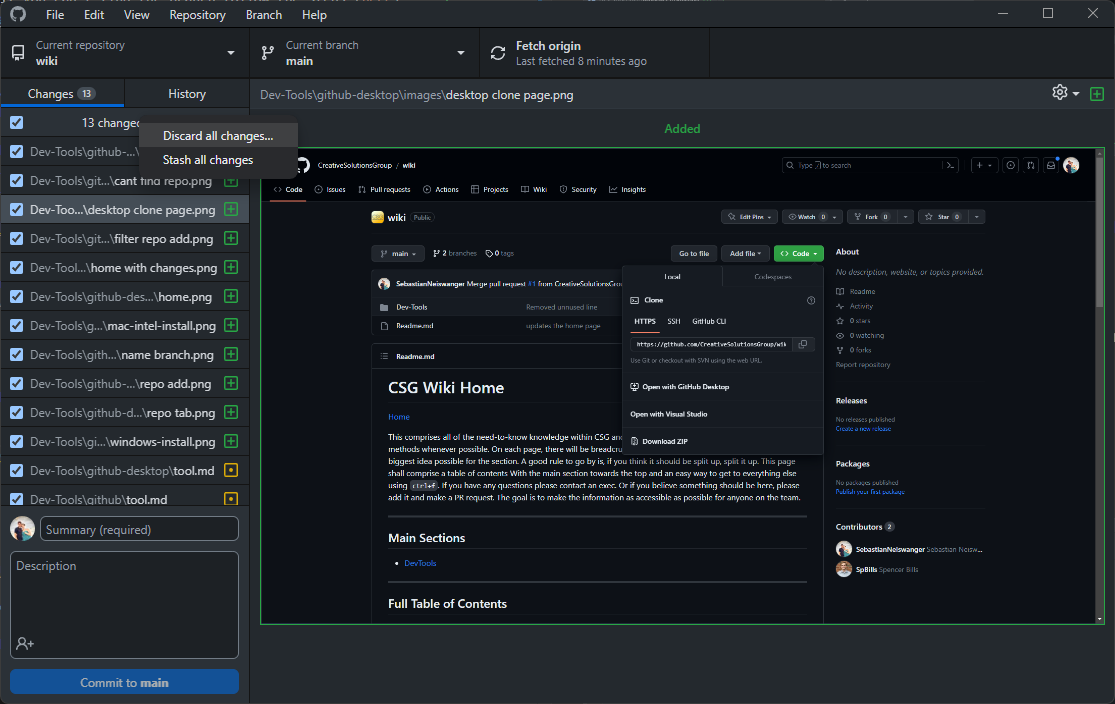 File Edit View Repository Branch Help
Current repository
wiki
Current branch
main
Fetch origin
Last fetched 8 minutes ago
Changes 13
History
Dev-Tools\github-desktop\images\desktop clone page.png
13 change
Discard all changes...
Stash all changes
Dev-Tools\github-...\
Dev-Tools\git...\cant find repo.png
Dev-Too...\desktop clone page.png
Dev-Tools\git...\filter repo add.png
Dev-Tool...\home with changes.png
Dev-Tools\github-des...\home.png
Dev-Tools\g...\mac-intel-install.png
Dev-Tools\gith...\name branch.png
Dev-Tools\github-...\repo add.png
Dev-Tools\github-d...\repo tab.png
Dev-Tools\gi...\windows-install.png
Dev-Tools\github-desktop\tool.md
Dev-Tools\github\tool.md
Summary (required)
Description
Commit to main
Added
CreativeSolutionsGroup / wiki
Type / to search
Code Issues Pull requests Actions Projects Wiki Security Insights
wiki Public
Edit Pins Watch 0 Fork 0 Star 0
main 2 branches 0 tags
Go to file Add file Code
SebastianNeiswanger Merge pull request #1 from CreativeSolutionsGrou
Dev-Tools Removed unused line
Readme.md updates the home page
Local Codespaces
Clone
HTTPS SSH GitHub CLI
https://github.com/CreativeSolutionsGroup/wik
Use Git or checkout with SVN using the web URL.
Open with GitHub Desktop
Open with Visual Studio
Download ZIP
Readme.md
CSG Wiki Home
Home
This comprises all of the need-to-know knowledge within CSG an
methods whenever possible. On each page, there will be breadcru
biggest idea possible for the section. A good rule to go by is, if you think it should be split up, split it up. This page
shall comprise a table of contents With the main section towards the top and an easy way to get to everything else
using ctrl+f. If you have any questions please contact an exec. Or if you believe something should be here, please
add it and make a PR request. The goal is to make the information as accessible as possible for anyone on the team.
Main Sections
DevTools
Full Table of Contents
About
No description, website, or topics provided.
Readme
Activity
0 stars
0 watching
0 forks
Report repository
Releases
No releases published
Create a new release
Packages
No packages published
Publish your first package
Contributors 2
SebastianNeiswanger Sebastian Neisw...
SpBills Spencer Bills